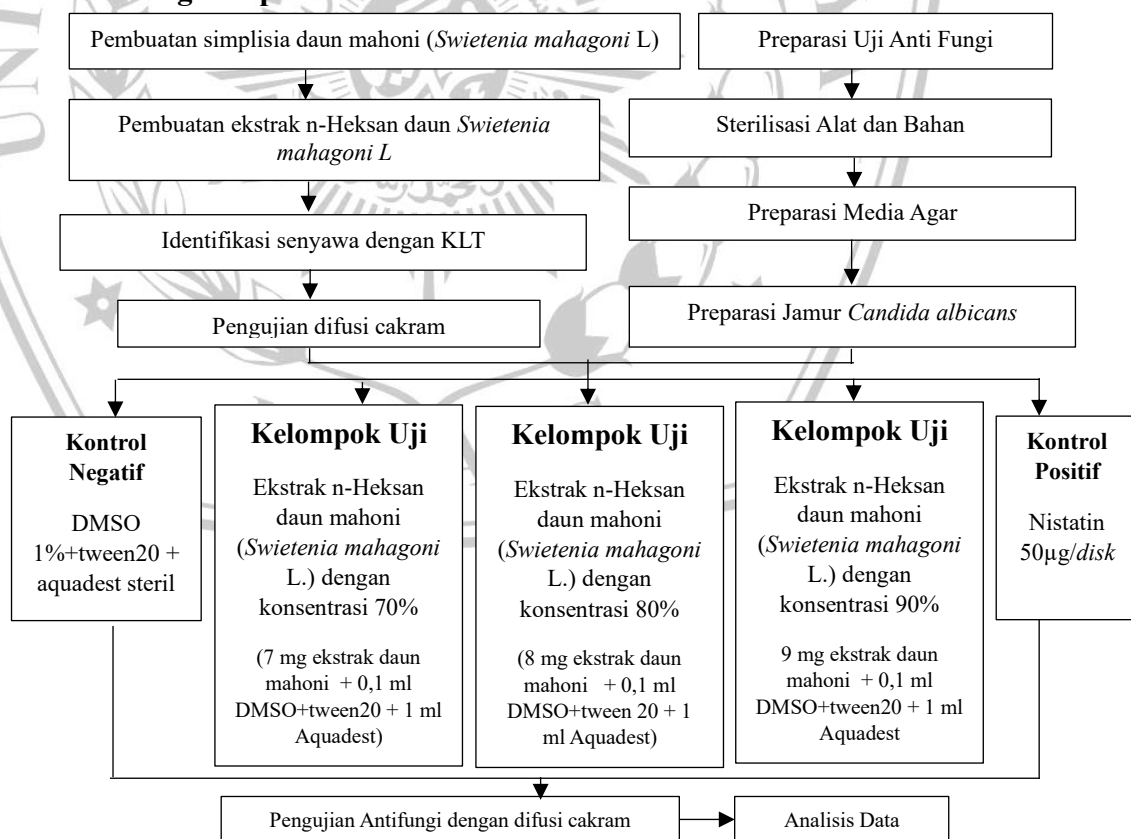 Pembuatan simplisia daun mahoni (Swietenia mahagoni L)
Preparasi Uji Anti Fungi
Pembuatan ekstrak n-Heksan daun Swietenia
mahagoni L
Sterilisasi Alat dan Bahan
Identifikasi senyawa dengan KLT
Preparasi Media Agar
Pengujian difusi cakram
Preparasi Jamur Candida albicans
Kontrol
Negatif
DMSO
1%+tween20 +
aquadest steril
Kelompok Uji
Ekstrak n-Heksan
daun mahoni
(Swietenia mahagoni
L.) dengan
konsentrasi 70%
(7 mg ekstrak daun
mahoni + 0,1 ml
DMSO+tween20 + 1 ml
Aquadest)
Kelompok Uji
Ekstrak n-Heksan
daun mahoni
(Swietenia mahagoni
L.) dengan
konsentrasi 80%
(8 mg ekstrak daun
mahoni + 0,1 ml
DMSO+tween 20 + 1
ml Aquadest)
Kelompok Uji
Ekstrak n-Heksan
daun mahoni
(Swietenia mahagoni
L.) dengan
konsentrasi 90%
9 mg ekstrak daun
mahoni + 0,1 ml
DMSO+tween20 + 1 ml
Aquadest
Kontrol
Positif
Nistatin
50µg/disk
Pengujian Antifungi dengan difusi cakram
Analisis Data